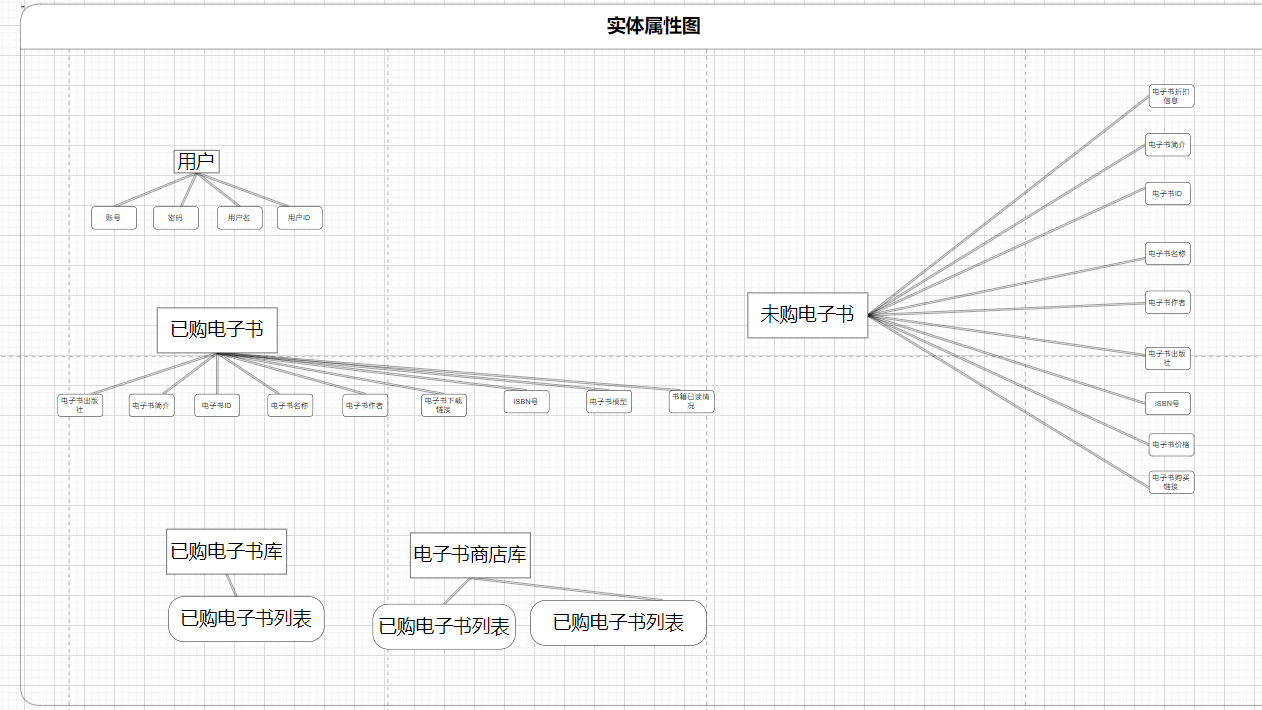 实体属性图
用户
账号
密码
用户名
用户ID
已购电子书
电子书出版
社
电子书简介
电子书ID
电子书名称
电子书作者
电子书下载
链接
ISBN号
电子书模型
书籍已读情
况
未购电子书
电子书折扣
信息
电子书简介
电子书ID
电子书名称
电子书作者
电子书出版
社
ISBN号
电子书价格
电子书购买
链接
已购电子书库
已购电子书列表
电子书商店库
已购电子书列表
已购电子书列表